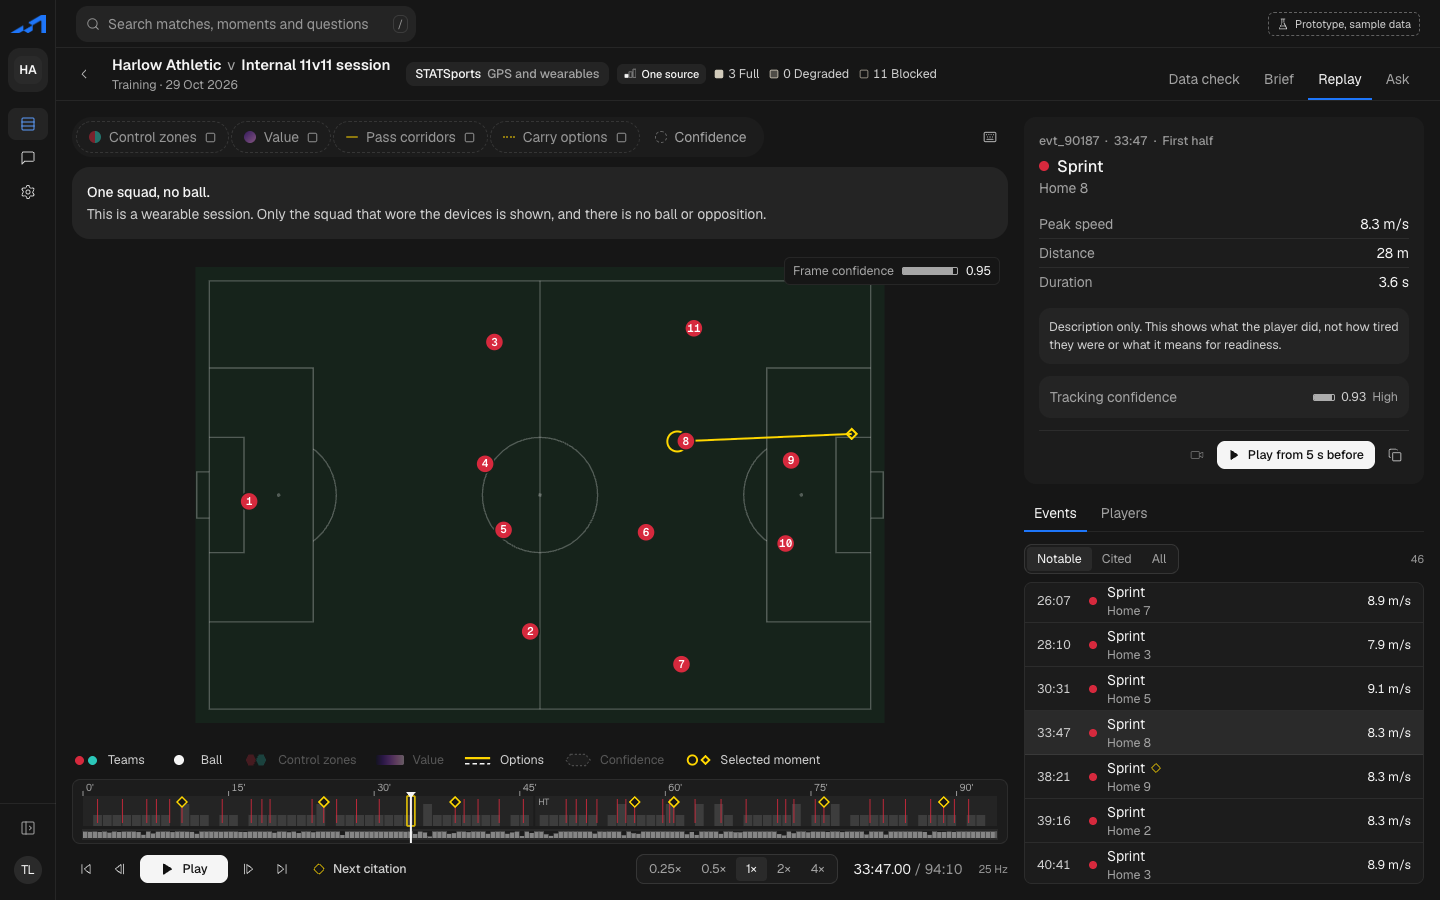 Search matches, moments and questions
/
Prototype, sample data
HA
Harlow Athletic v Internal 11v11 session
Training · 29 Oct 2026
STATSports GPS and wearables
One source
3 Full
0 Degraded
11 Blocked
Data check
Brief
Replay
Ask
Control zones
Value
Pass corridors
Carry options
Confidence
One squad, no ball.
This is a wearable session. Only the squad that wore the devices is shown, and there is no ball or opposition.
Frame confidence 0.95
3
11
8
4
9
1
5
6
10
2
7
Teams
Ball
Control zones
Value
Options
Confidence
Selected moment
0'
15'
30'
45'
60'
75'
90'
HT
Play
Next citation
0.25×
0.5×
1×
2×
4×
33:47.00 / 94:10
25 Hz
evt_90187 · 33:47 · First half
Sprint
Home 8
Peak speed 8.3 m/s
Distance 28 m
Duration 3.6 s
Description only. This shows what the player did, not how tired
they were or what it means for readiness.
Tracking confidence 0.93 High
Play from 5 s before
Events
Players
Notable
Cited
All
46
26:07 Sprint 8.9 m/s
Home 7
28:10 Sprint 7.9 m/s
Home 3
30:31 Sprint 9.1 m/s
Home 5
33:47 Sprint 8.3 m/s
Home 8
38:21 Sprint 8.3 m/s
Home 9
39:16 Sprint 8.3 m/s
Home 2
40:41 Sprint 8.9 m/s
Home 3
TL